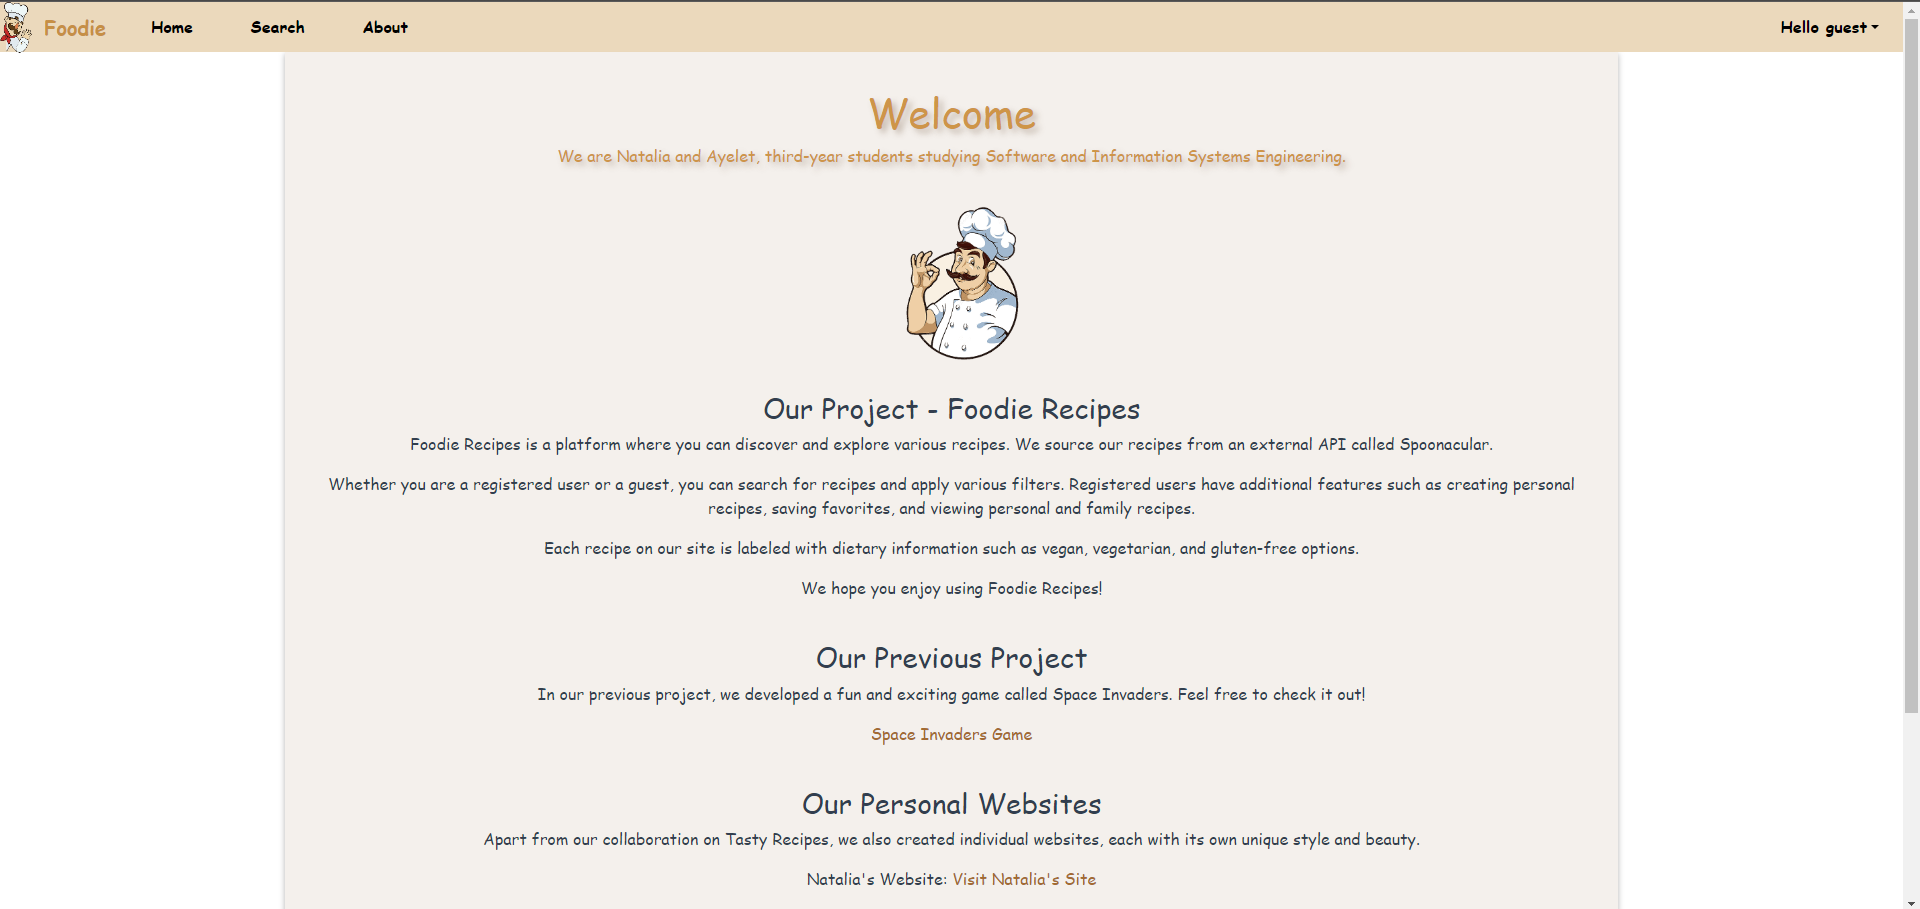 Foodie Home Search About Hello guest
Welcome
We are Natalia and Ayelet, third-year students studying Software and Information Systems Engineering.
Our Project - Foodie Recipes
Foodie Recipes is a platform where you can discover and explore various recipes. We source our recipes from an external API called Spoonacular.
Whether you are a registered user or a guest, you can search for recipes and apply various filters. Registered users have additional features such as creating personal
recipes, saving favorites, and viewing personal and family recipes.
Each recipe on our site is labeled with dietary information such as vegan, vegetarian, and gluten-free options.
We hope you enjoy using Foodie Recipes!
Our Previous Project
In our previous project, we developed a fun and exciting game called Space Invaders. Feel free to check it out!
Space Invaders Game
Our Personal Websites
Apart from our collaboration on Tasty Recipes, we also created individual websites, each with its own unique style and beauty.
Natalia's Website: Visit Natalia's Site